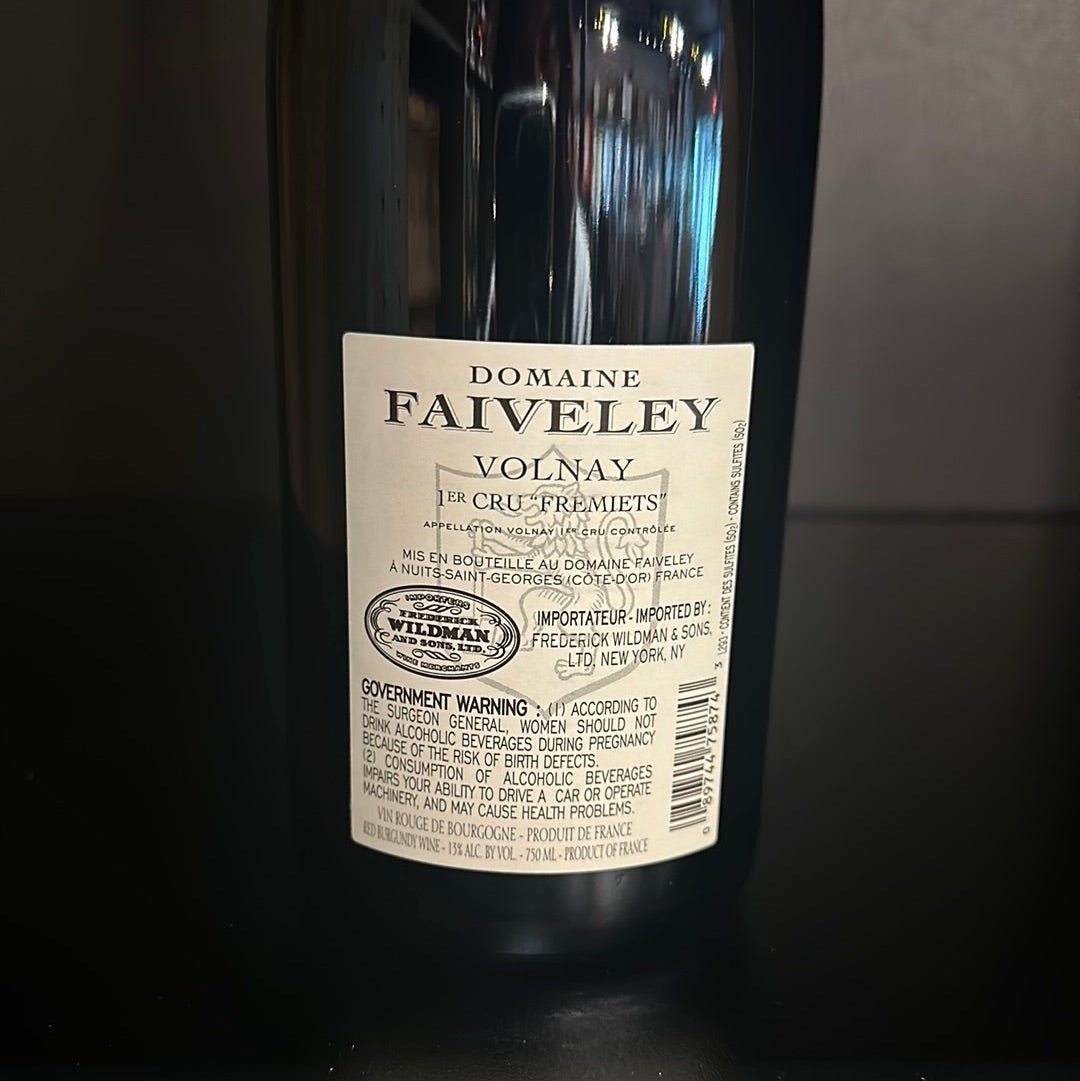 DOMAINE
FAIVELEY
VOLNAY
1ER CRU "FREMIETS"
APPELLATION VOLNAY 1ER CRU CONTRÔLÉE
MIS EN BOUTEILLE AU DOMAINE FAIVELEY
À NUITS-SAINT-GEORGES (CÔTE-D'OR) FRANCE
IMPORTERS
FREDERICK
WILDMAN
AND SONS, LTD.
WINE MERCHANTS
IMPORTATEUR - IMPORTED BY :
FREDERICK WILDMAN & SONS,
LTD, NEW YORK, NY
GOVERNMENT WARNING : (1) ACCORDING TO
THE SURGEON GENERAL, WOMEN SHOULD NOT
DRINK ALCOHOLIC BEVERAGES DURING PREGNANCY
BECAUSE OF THE RISK OF BIRTH DEFECTS.
(2) CONSUMPTION OF ALCOHOLIC BEVERAGES
IMPAIRS YOUR ABILITY TO DRIVE A CAR OR OPERATE
MACHINERY, AND MAY CAUSE HEALTH PROBLEMS.
VIN ROUGE DE BOURGOGNE - PRODUIT DE FRANCE
RED BURGUNDY WINE - 13% ALC. BY VOL. - 750 ML - PRODUCT OF FRANCE
0 89744 75874 3
L293 - CONTIENT DES SULFITES (SO2) - CONTAINS SULFITES (SO2)